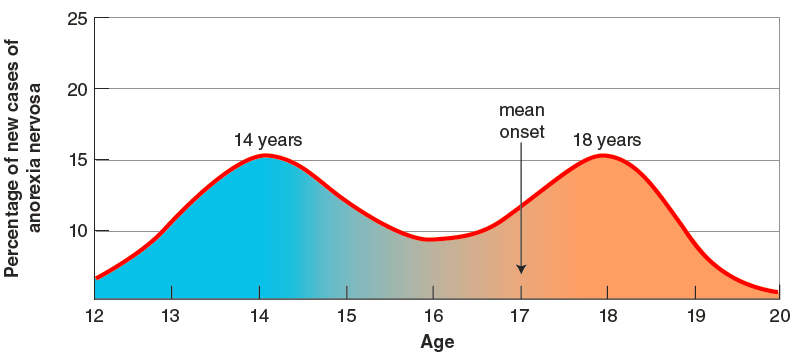 Percentage of new cases of
anorexia nervosa
25
20
15
10
14 years
mean
onset
18 years
12 13 14 15 16 17 18 19 20
Age